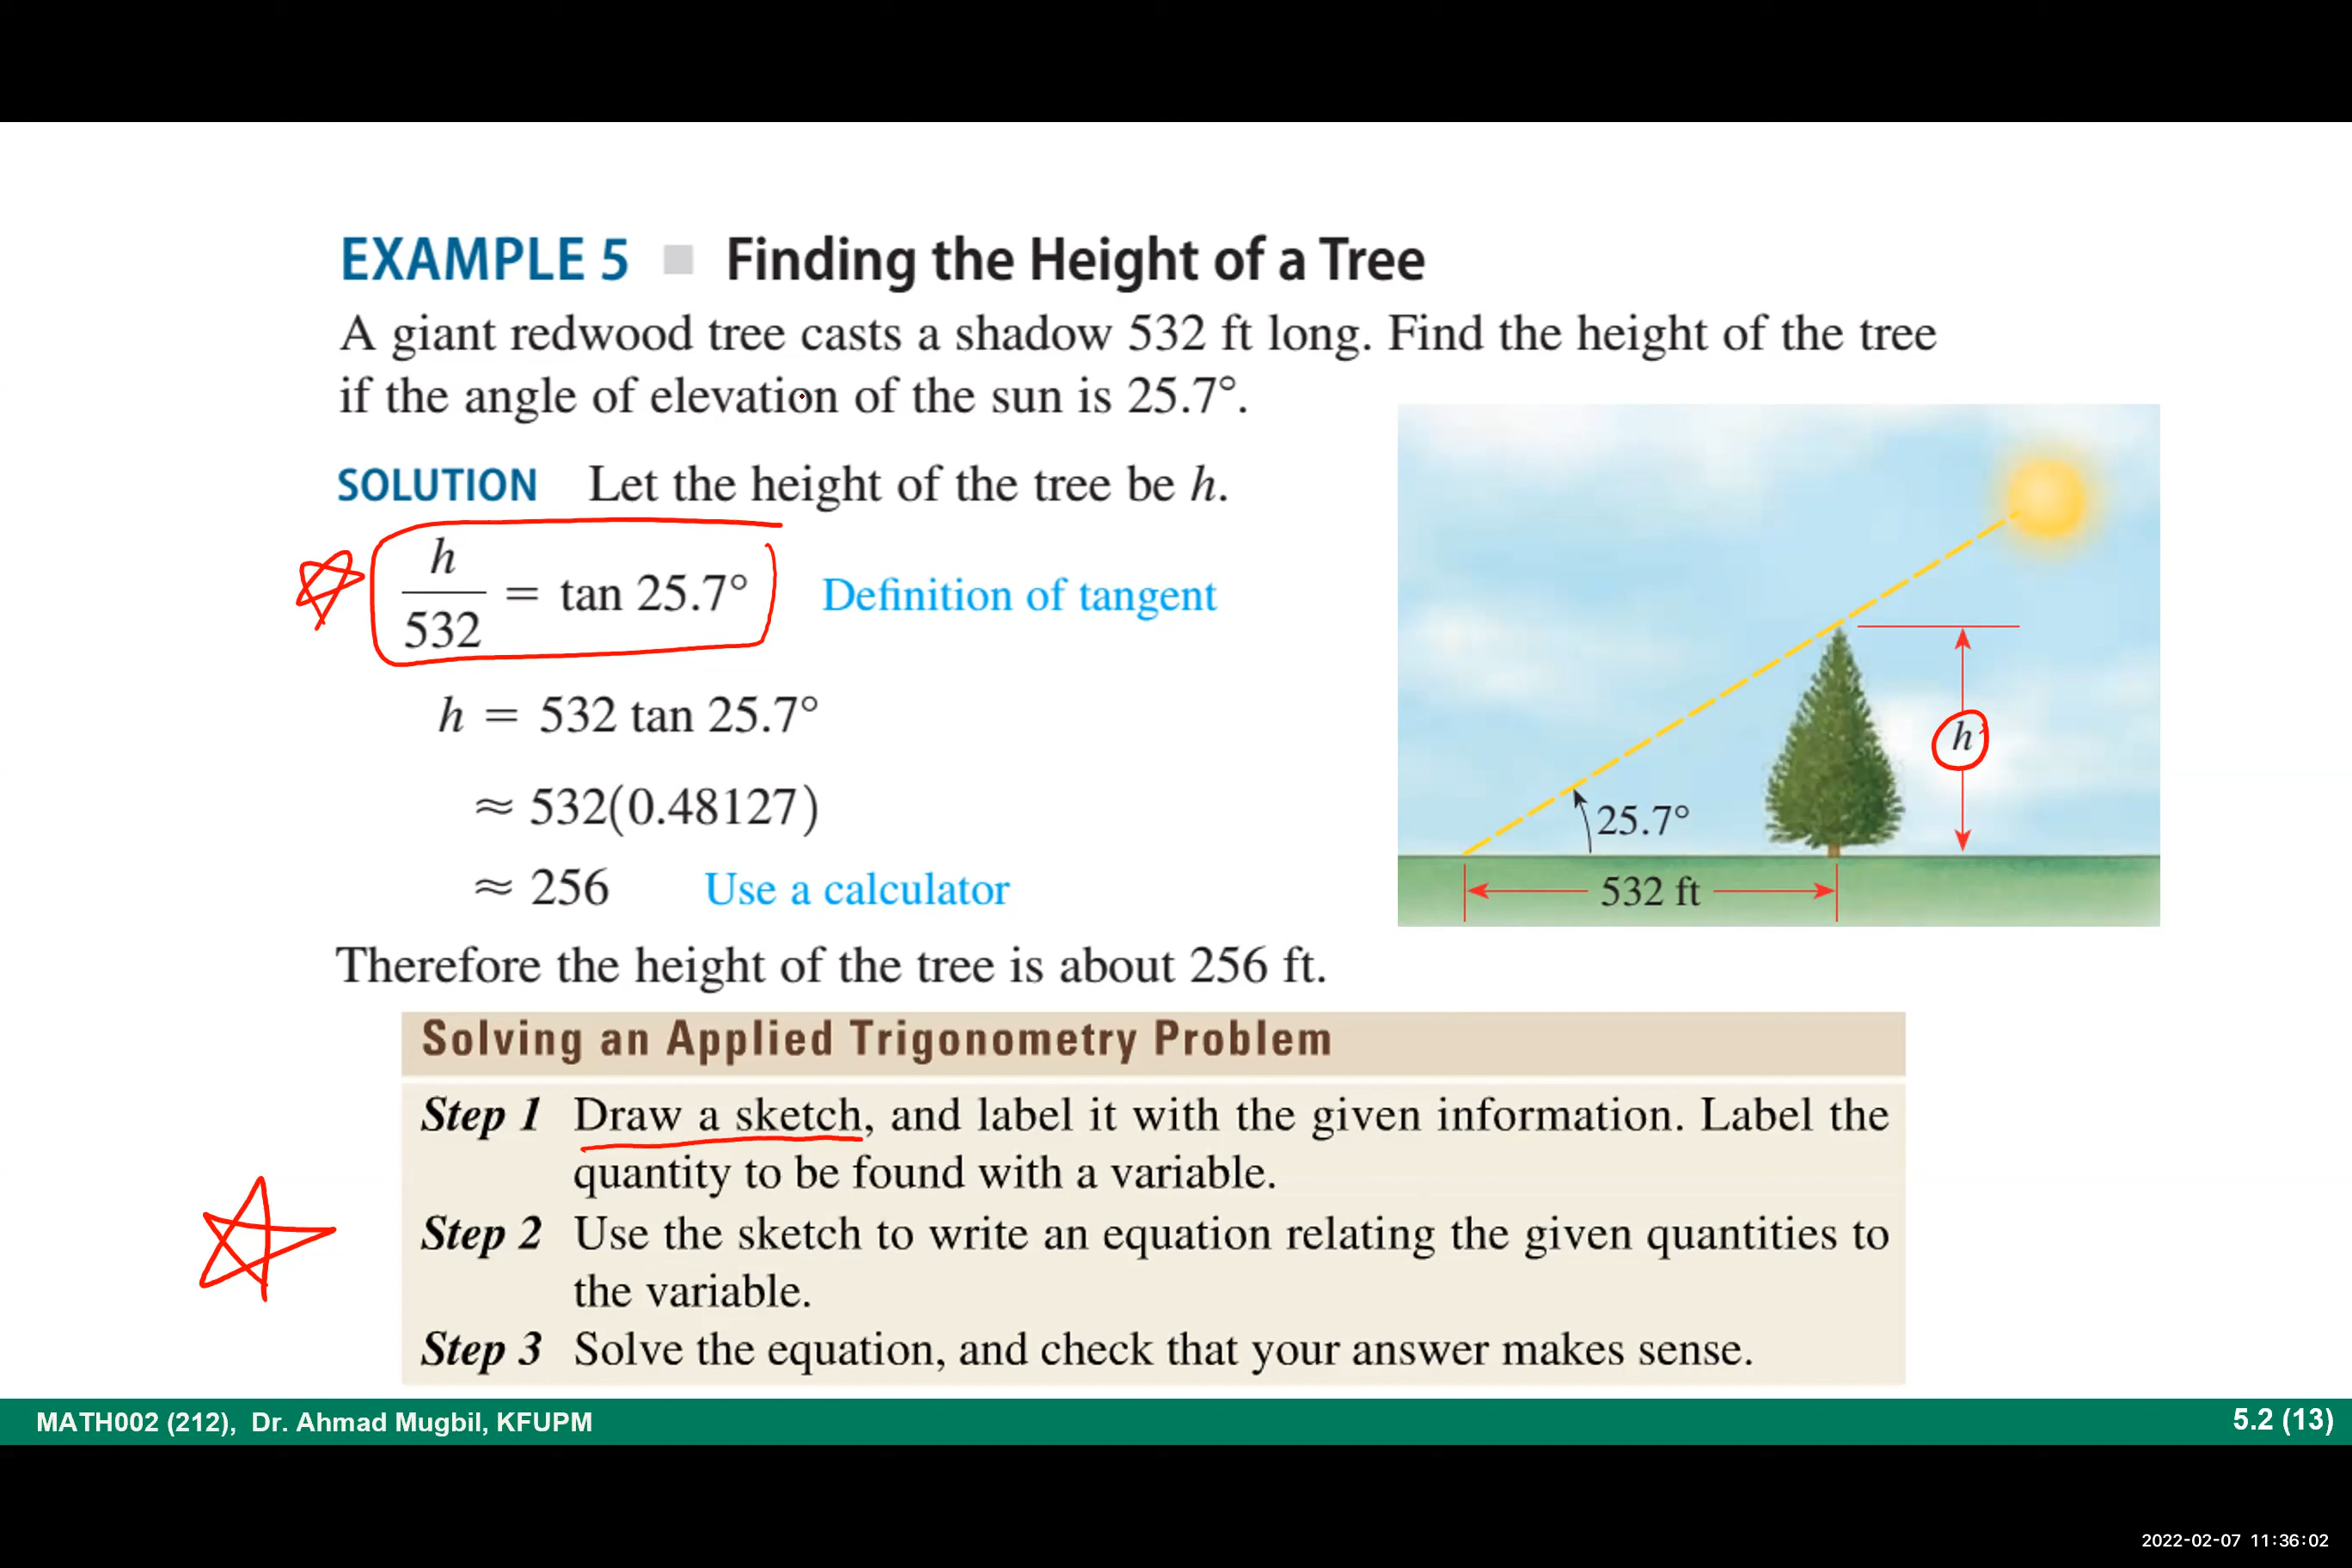 EXAMPLE 5 ■ Finding the Height of a Tree
A giant redwood tree casts a shadow 532 ft long. Find the height of the tree
if the angle of elevation of the sun is 25.7°.
SOLUTION Let the height of the tree be h.
h/532 = tan 25.7° Definition of tangent
h = 532 tan 25.7°
≈ 532(0.48127)
≈ 256 Use a calculator
Therefore the height of the tree is about 256 ft.
h
25.7°
532 ft
Solving an Applied Trigonometry Problem
Step 1 Draw a sketch, and label it with the given information. Label the
quantity to be found with a variable.
Step 2 Use the sketch to write an equation relating the given quantities to
the variable.
Step 3 Solve the equation, and check that your answer makes sense.
MATH002 (212), Dr. Ahmad Mugbil, KFUPM
5.2 (13)
2022-02-07 11:36:02